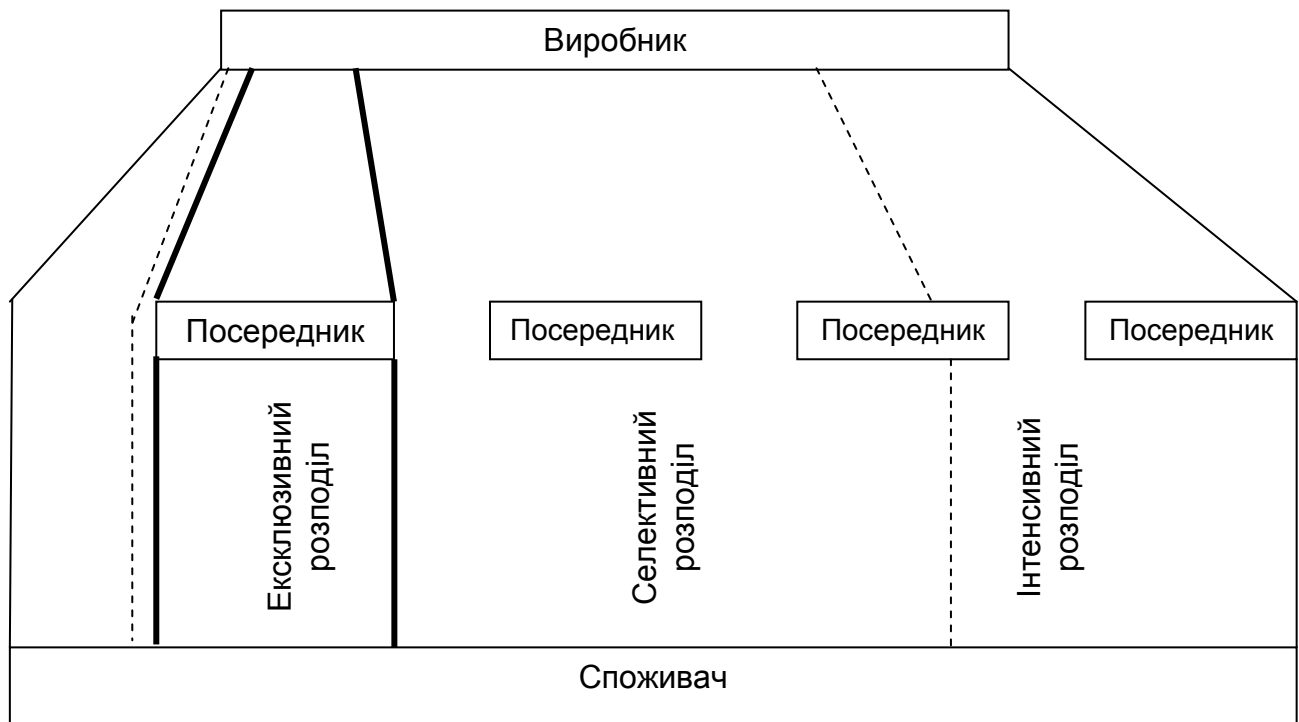 Виробник
Посередник
Посередник
Посередник
Посередник
Ексклюзивний
розподіл
Селективний
розподіл
Інтенсивний
розподіл
Споживач